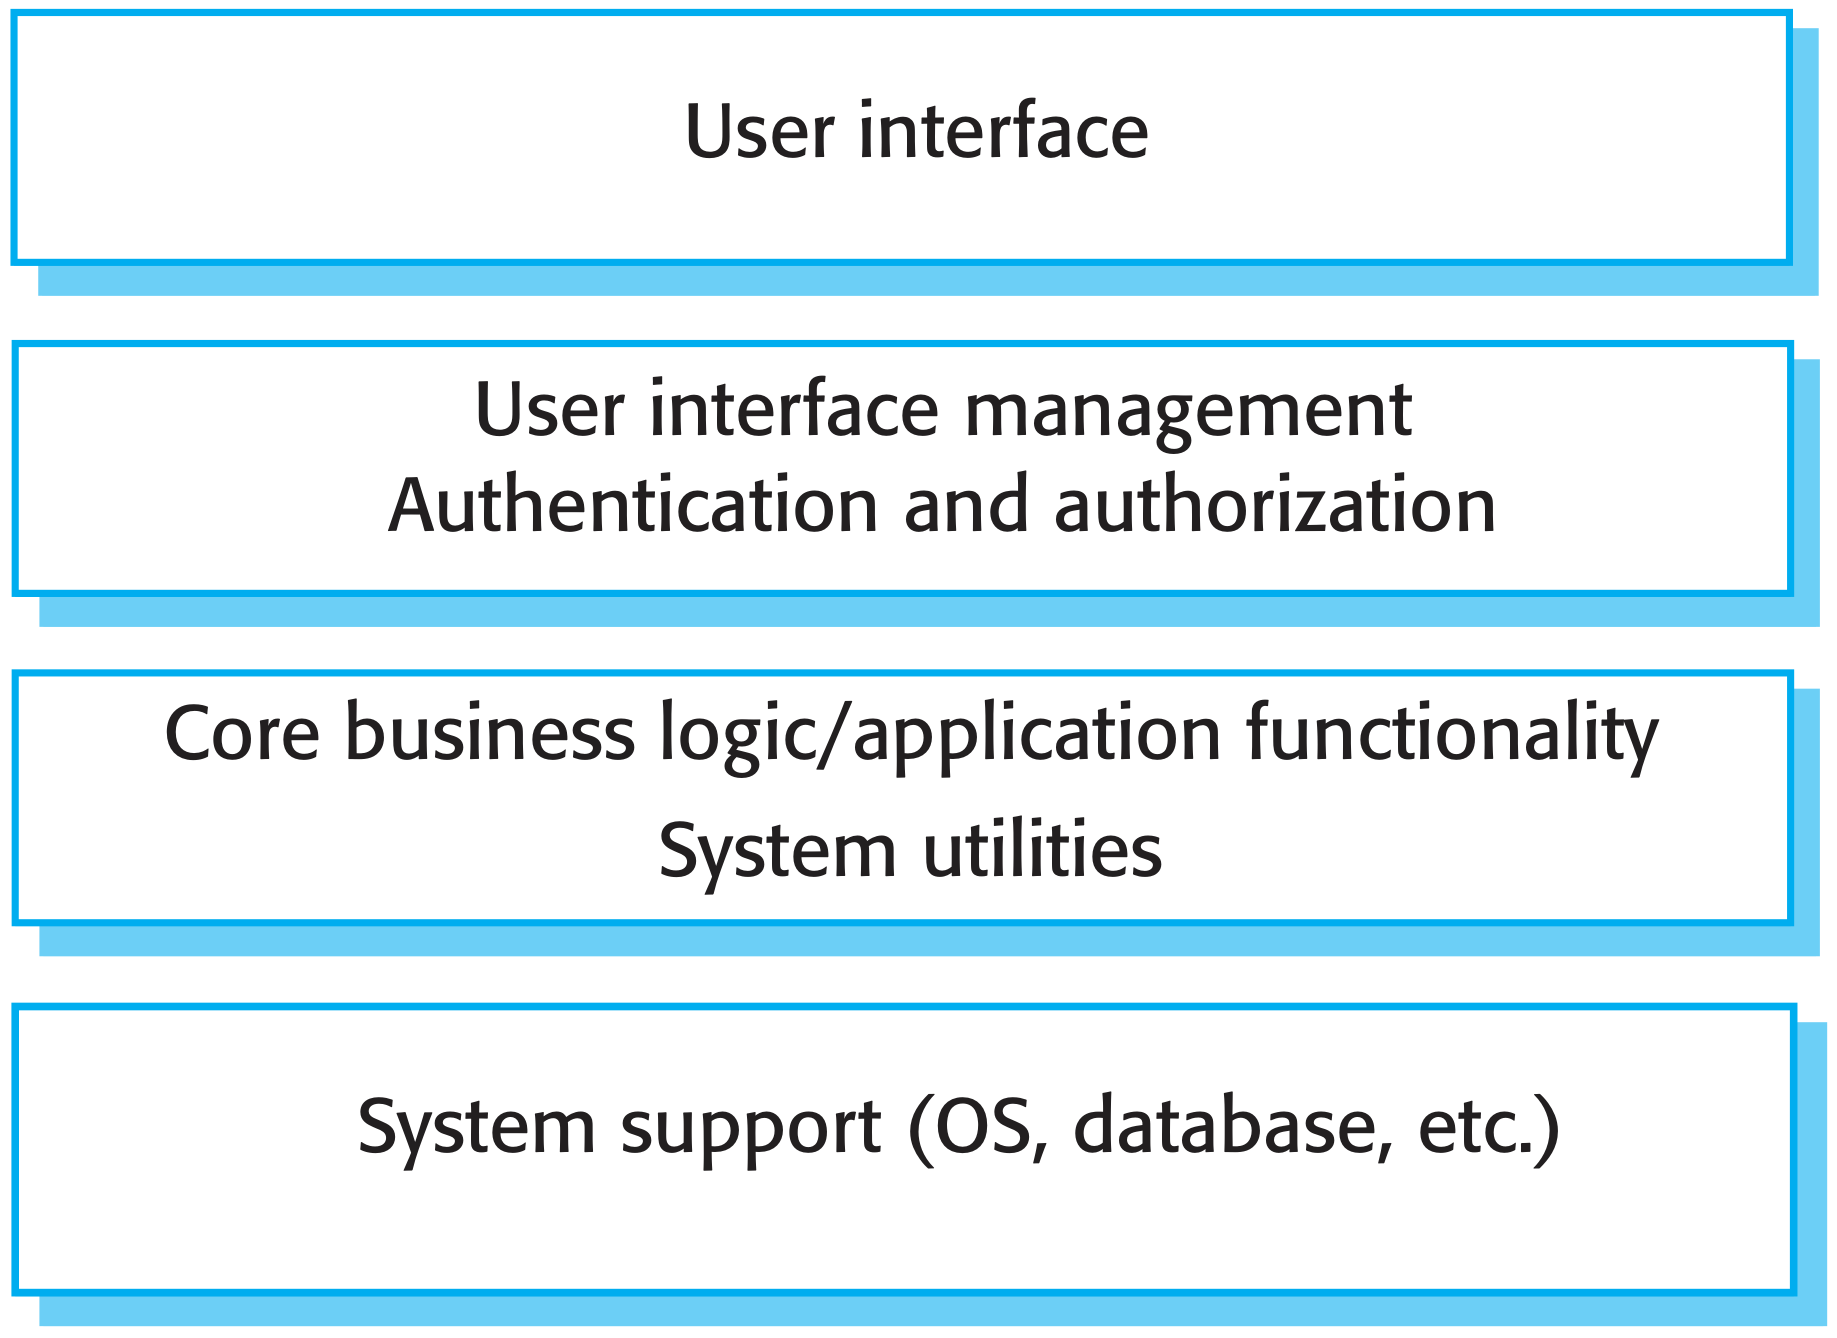 User interface
User interface management
Authentication and authorization
Core business logic/application functionality
System utilities
System support (OS, database, etc.)